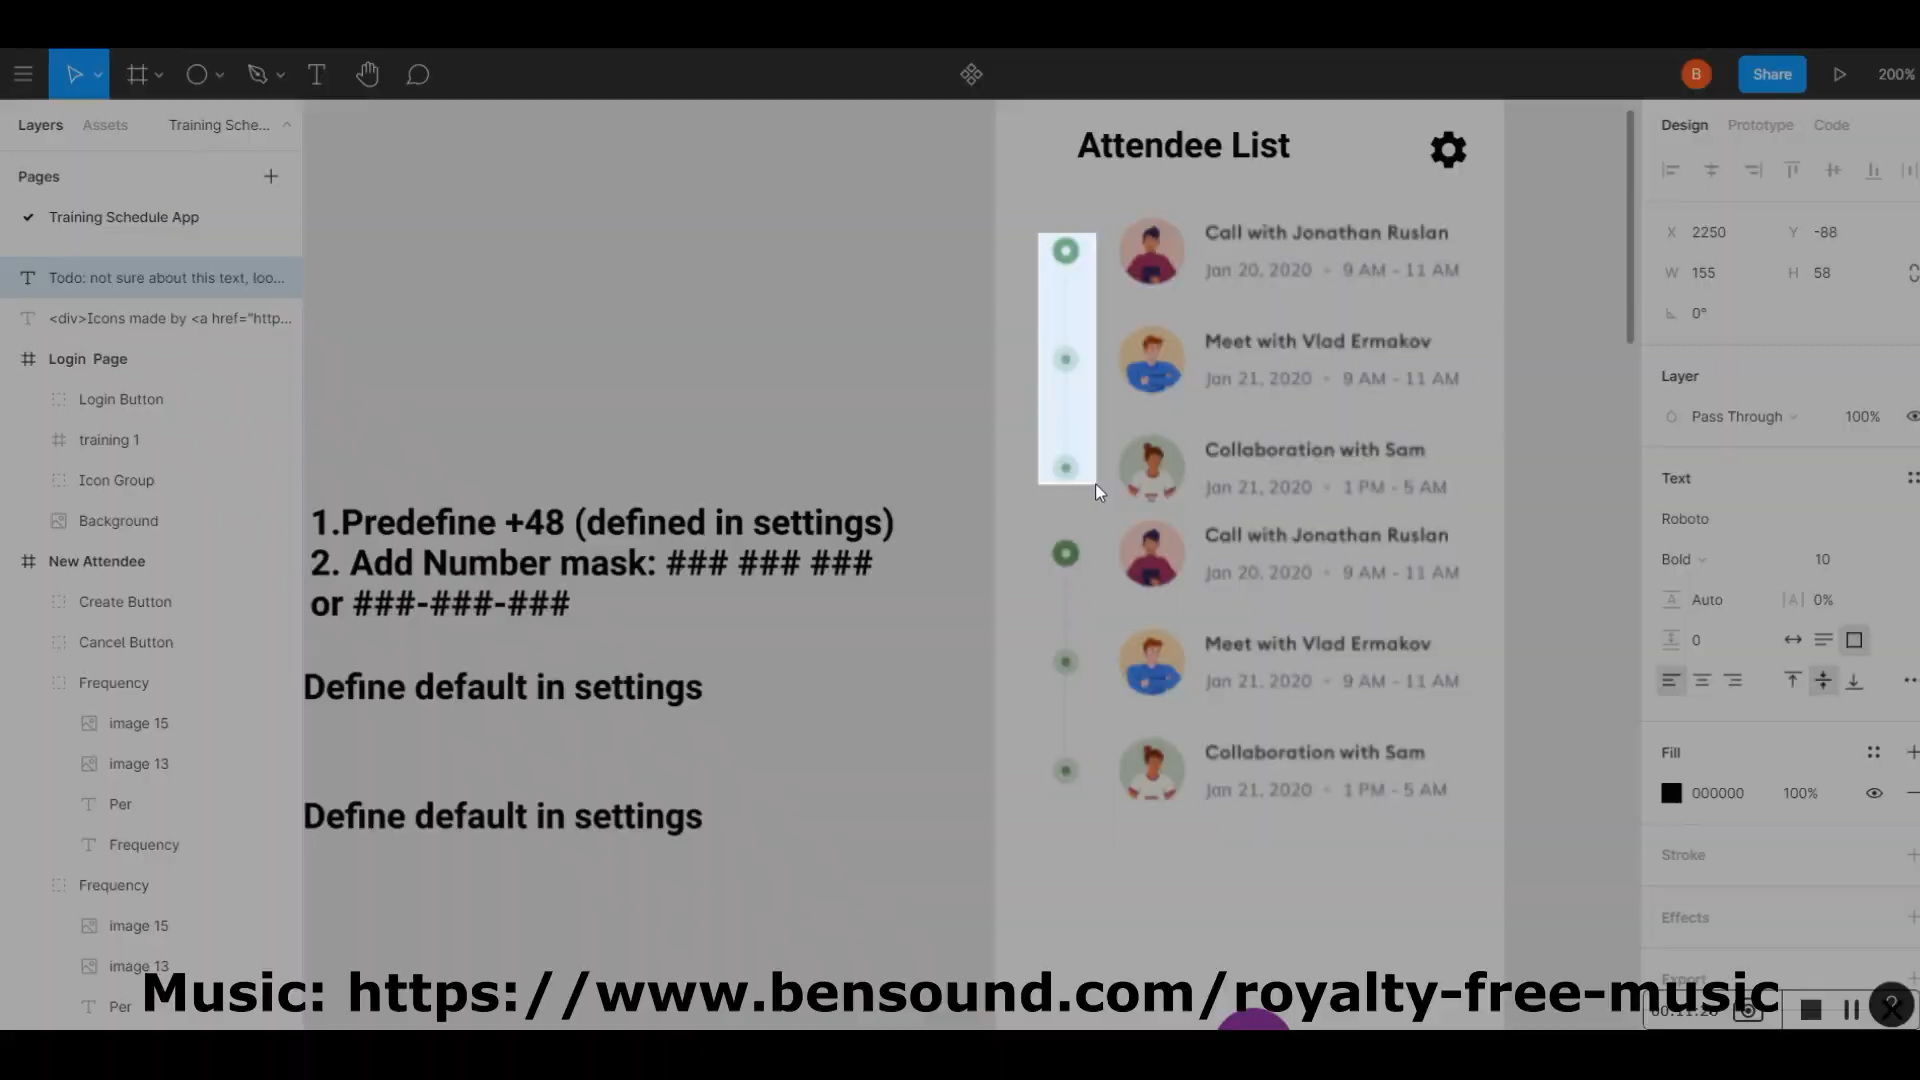 B
Share
200%
Layers
Assets
Training Sche...
Pages
Training Schedule App
Todo: not sure about this text, loo...
<div>Icons made by <a href="http...
Login Page
Login Button
training 1
Icon Group
Background
New Attendee
Create Button
Cancel Button
Frequency
image 15
image 13
Per
Frequency
Frequency
image 15
image 13
Per
1.Predefine +48 (defined in settings)
2. Add Number mask: ### ### ###
or ###-###-###
Define default in settings
Define default in settings
Attendee List
Call with Jonathan Ruslan
Jan 20, 2020 • 9 AM - 11 AM
Meet with Vlad Ermakov
Jan 21, 2020 • 9 AM - 11 AM
Collaboration with Sam
Jan 21, 2020 • 1 PM - 5 AM
Call with Jonathan Ruslan
Jan 20, 2020 • 9 AM - 11 AM
Meet with Vlad Ermakov
Jan 21, 2020 • 9 AM - 11 AM
Collaboration with Sam
Jan 21, 2020 • 1 PM - 5 AM
Design
Prototype
Code
X 2250 Y -88
W 155 H 58
0°
Layer
Pass Through 100%
Text
Roboto
Bold 10
Auto 0%
0
Fill
000000 100%
Stroke
Effects
Export
Music: https://www.bensound.com/royalty-free-music